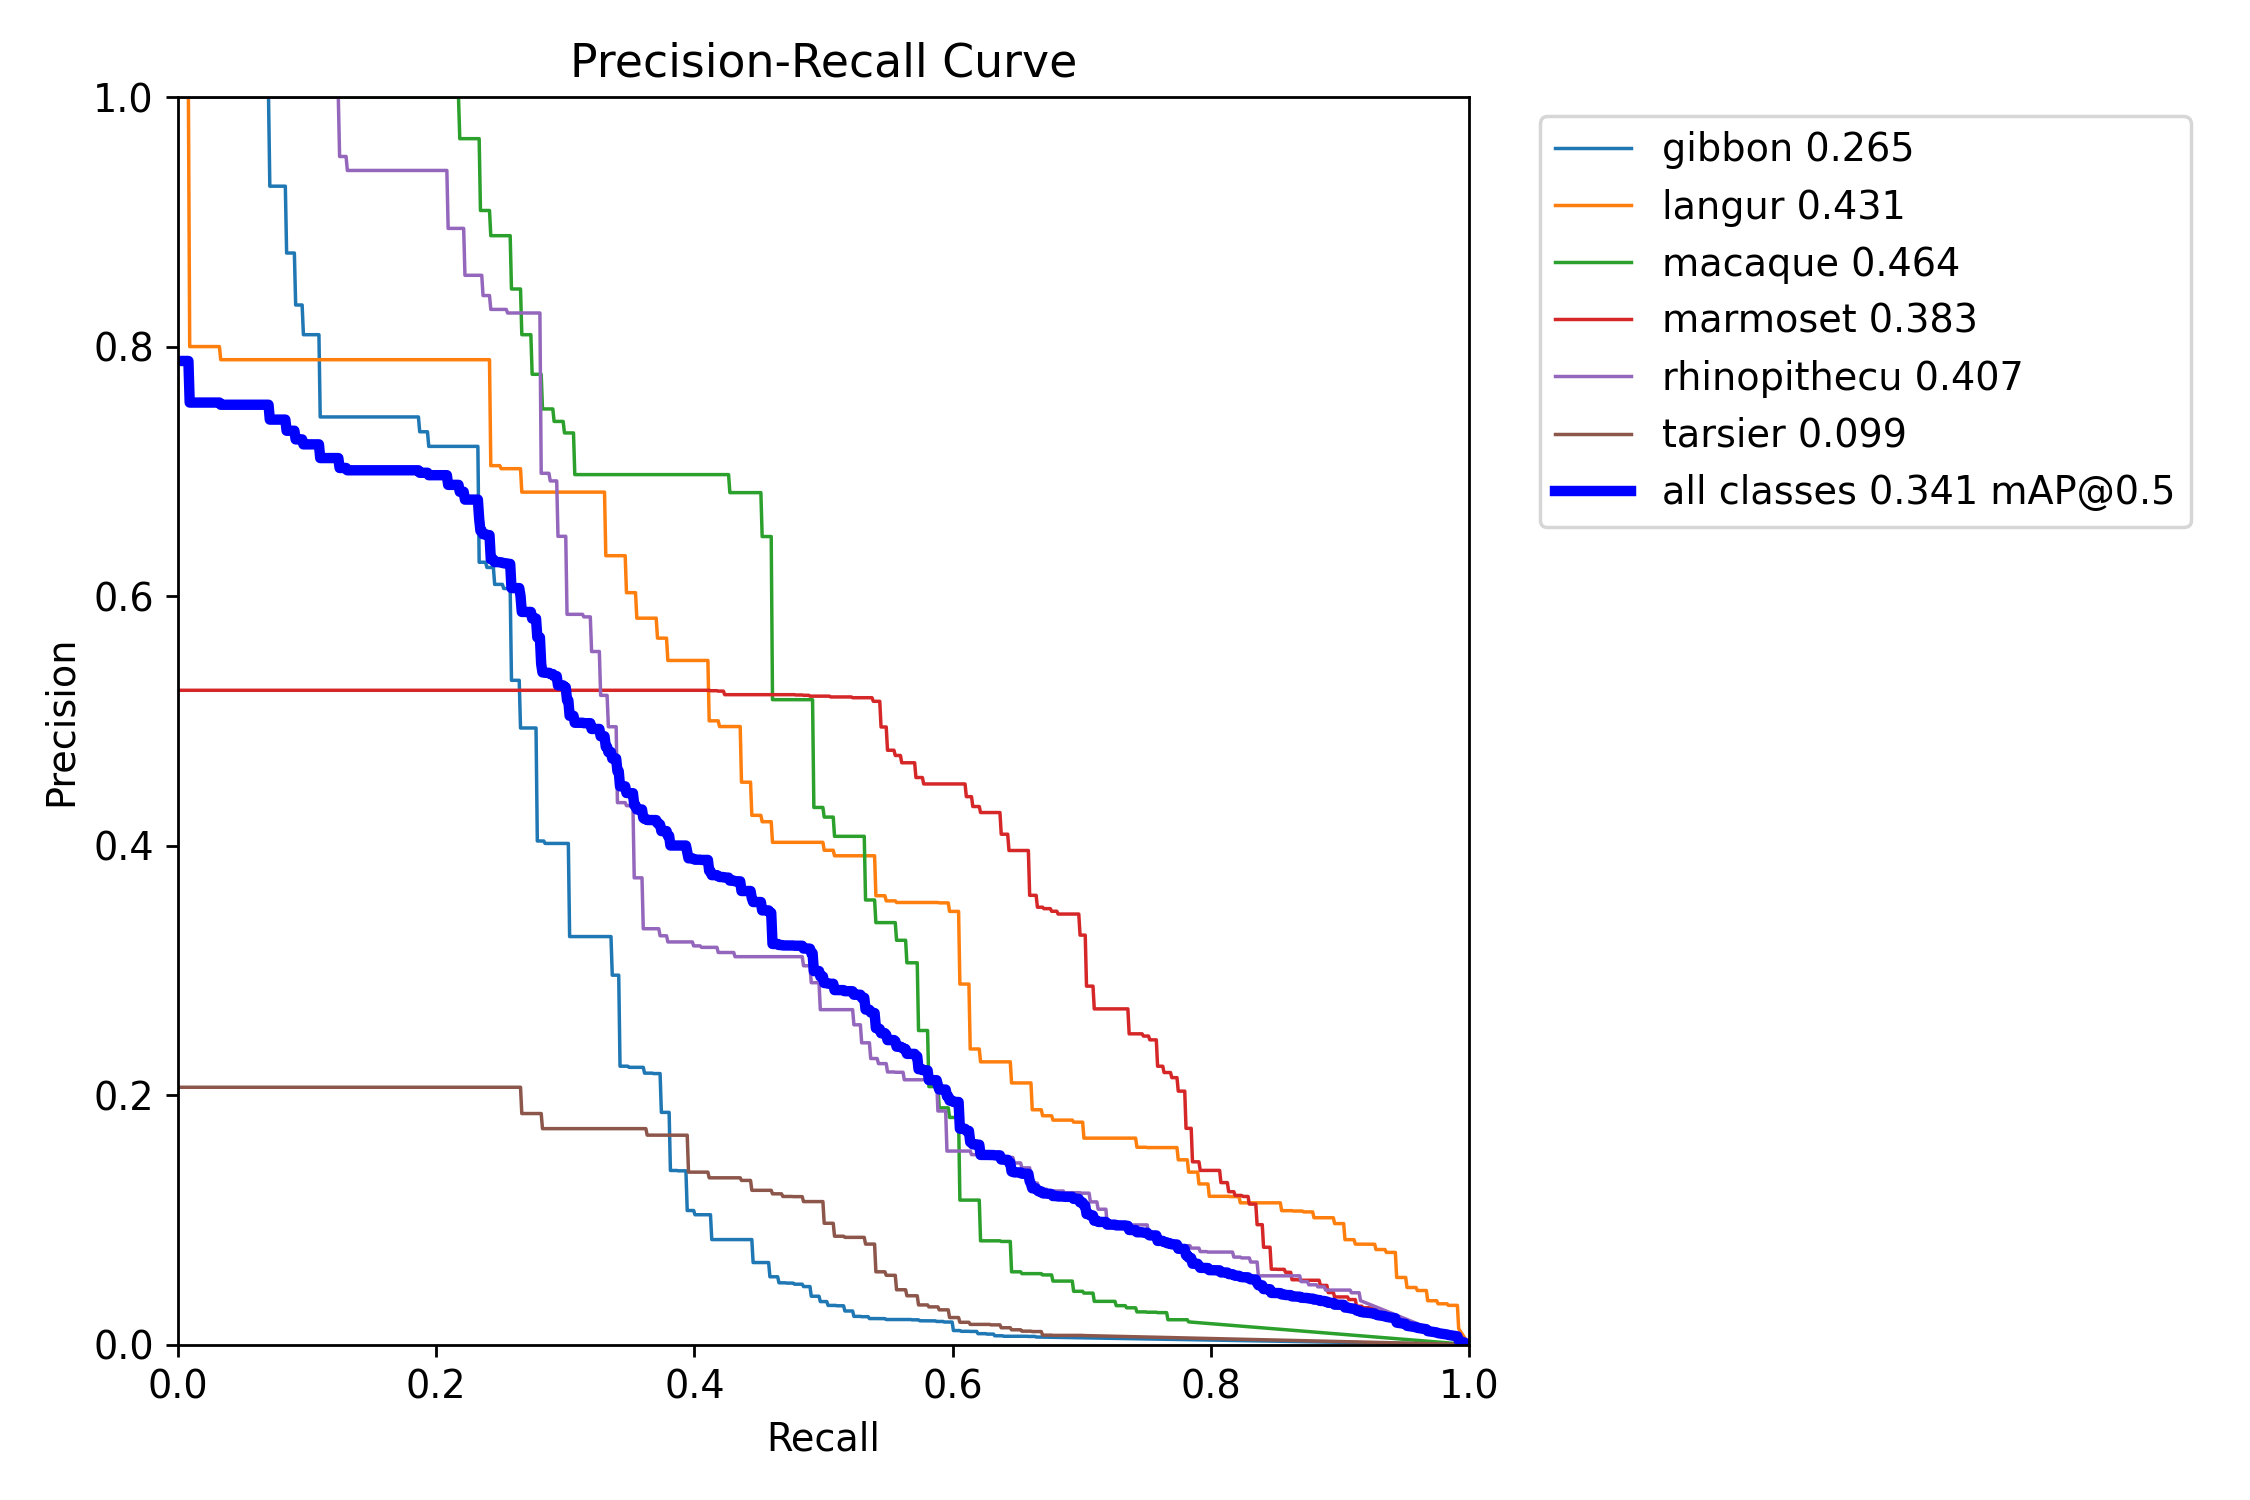 Precision-Recall Curve
1.0
0.8
0.6
0.4
0.2
0.0
Precision
0.0 0.2 0.4 0.6 0.8 1.0
Recall
gibbon 0.265
langur 0.431
macaque 0.464
marmoset 0.383
rhinopithecu 0.407
tarsier 0.099
all classes 0.341 mAP@0.5